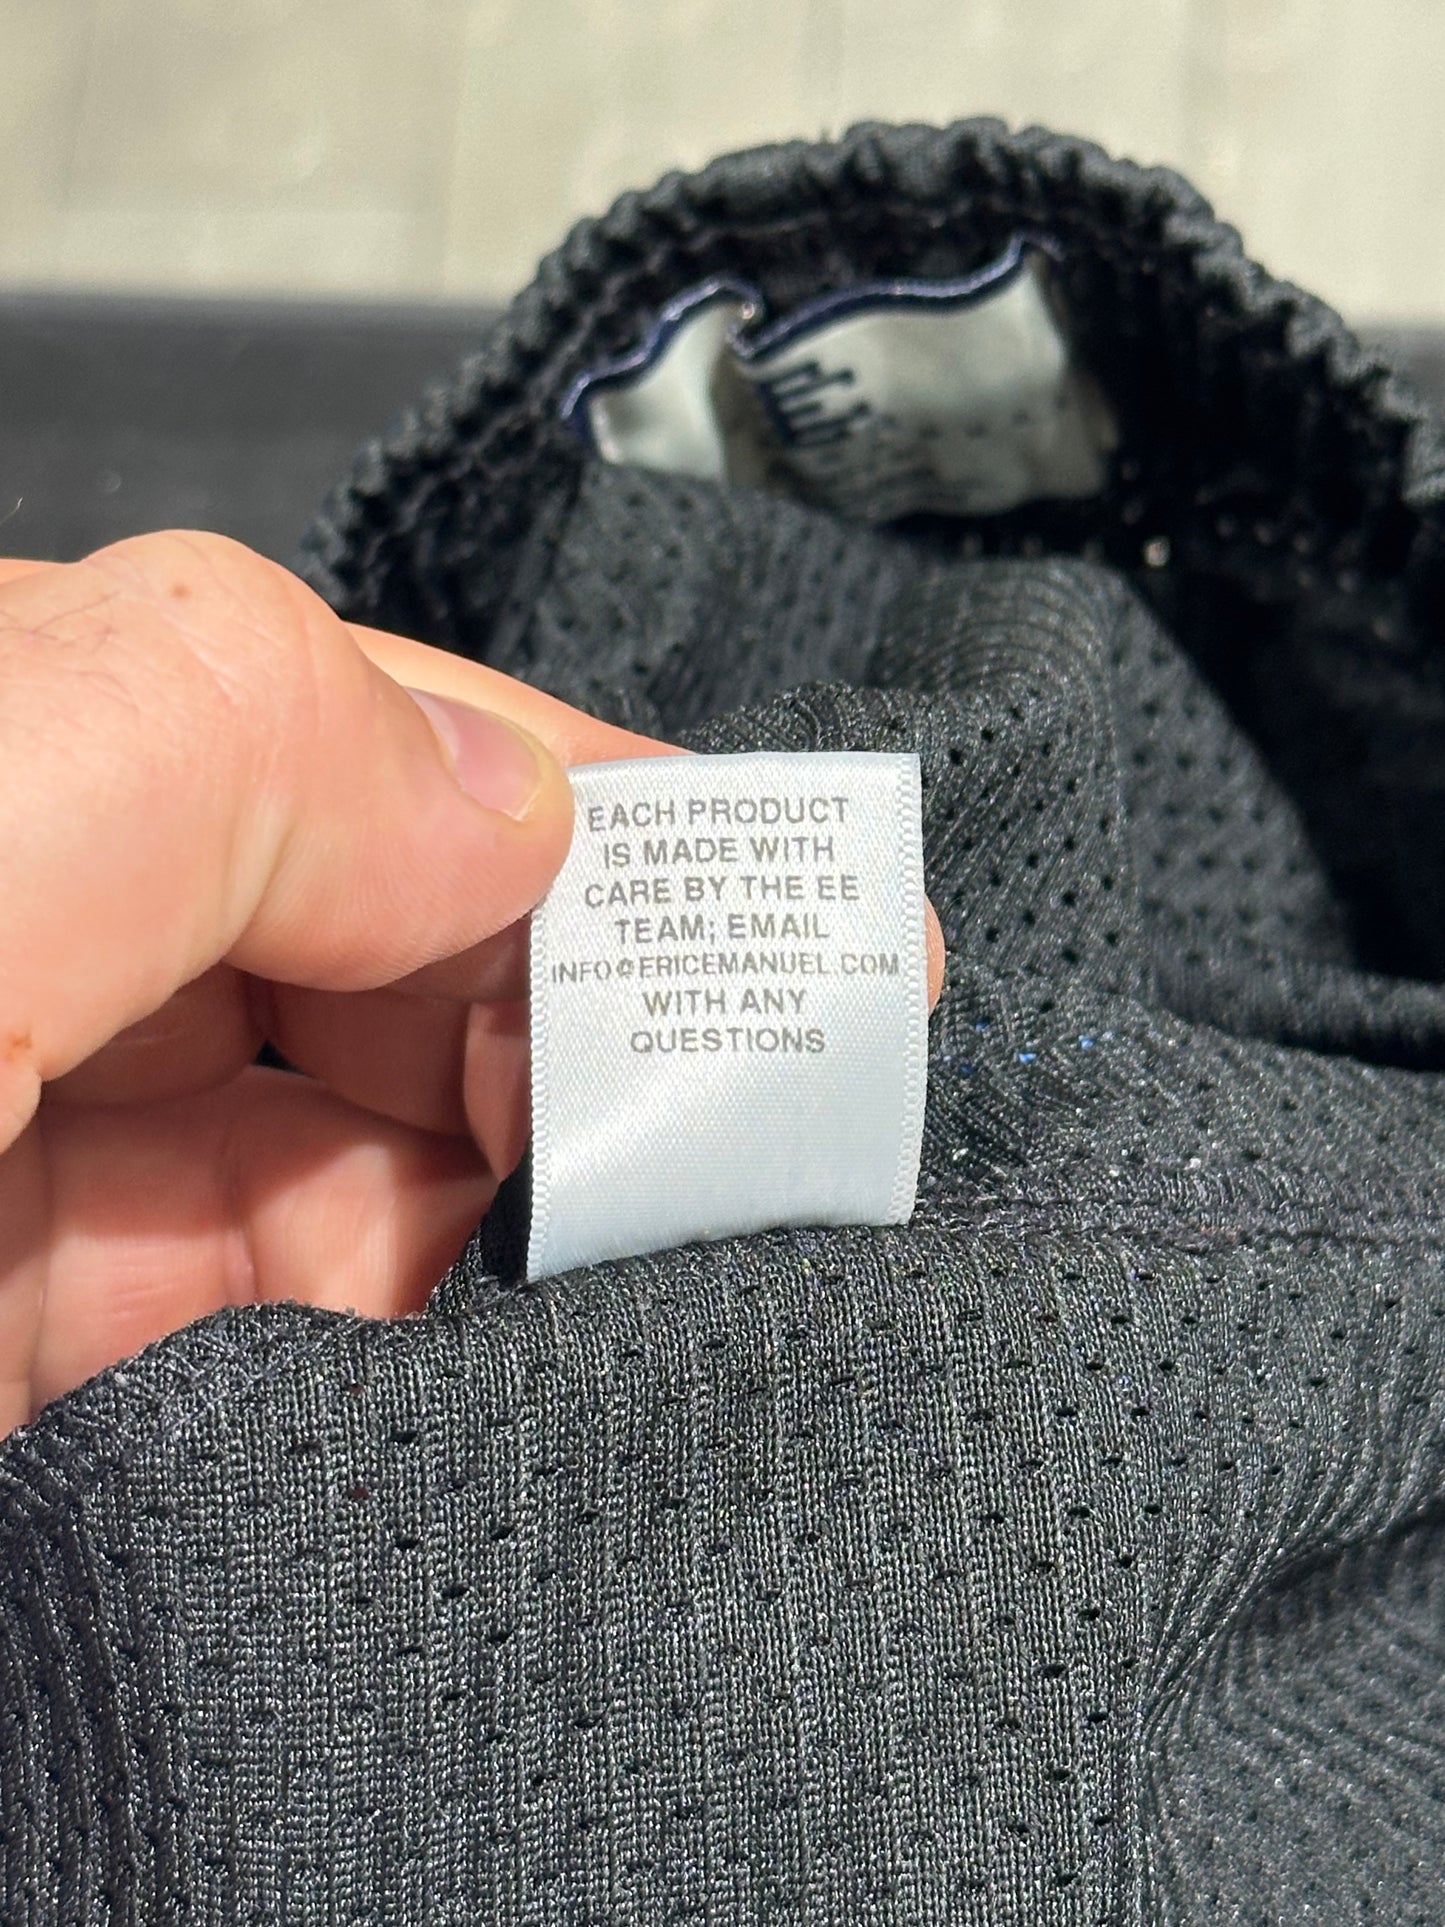 EACH PRODUCT
IS MADE WITH
CARE BY THE EE
TEAM; EMAIL
INFO@ERICEMANUEL.COM
WITH ANY
QUESTIONS